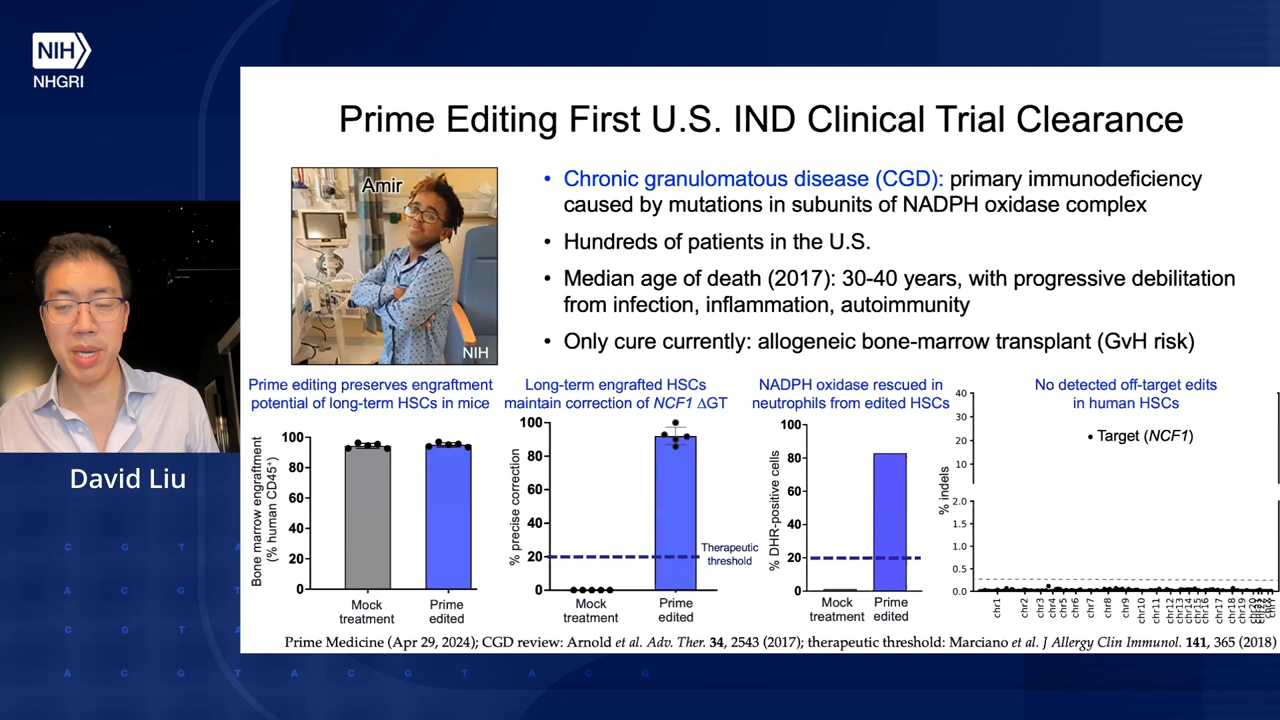 NIH
NHGRI
Prime Editing First U.S. IND Clinical Trial Clearance
Amir
NIH
• Chronic granulomatous disease (CGD): primary immunodeficiency
caused by mutations in subunits of NADPH oxidase complex
• Hundreds of patients in the U.S.
• Median age of death (2017): 30-40 years, with progressive debilitation
from infection, inflammation, autoimmunity
• Only cure currently: allogeneic bone-marrow transplant (GvH risk)
David Liu
Prime editing preserves engraftment
potential of long-term HSCs in mice
Bone marrow engraftment
(% human CD45⁺)
100
80
60
40
20
0
Mock
treatment
Prime
edited
Long-term engrafted HSCs
maintain correction of NCF1 ΔGT
% precise correction
100
80
60
40
20
0
Therapeutic
threshold
Mock
treatment
Prime
edited
NADPH oxidase rescued in
neutrophils from edited HSCs
% DHR-positive cells
100
80
60
40
20
0
Mock
treatment
Prime
edited
No detected off-target edits
in human HSCs
% indels
40
30
20
10
2.0
1.5
1.0
0.5
0.0
• Target (NCF1)
chr1
chr2
chr3
chr4
chr5
chr6
chr7
chr8
chr9
chr10
chr11
chr12
chr13
chr14
chr15
chr16
chr17
chr18
chr19
Prime Medicine (Apr 29, 2024); CGD review: Arnold et al. Adv. Ther. 34, 2543 (2017); therapeutic threshold: Marciano et al. J Allergy Clin Immunol. 141, 365 (2018)
C G T A
A C G T
C G T A
A C G T A C G T A C G